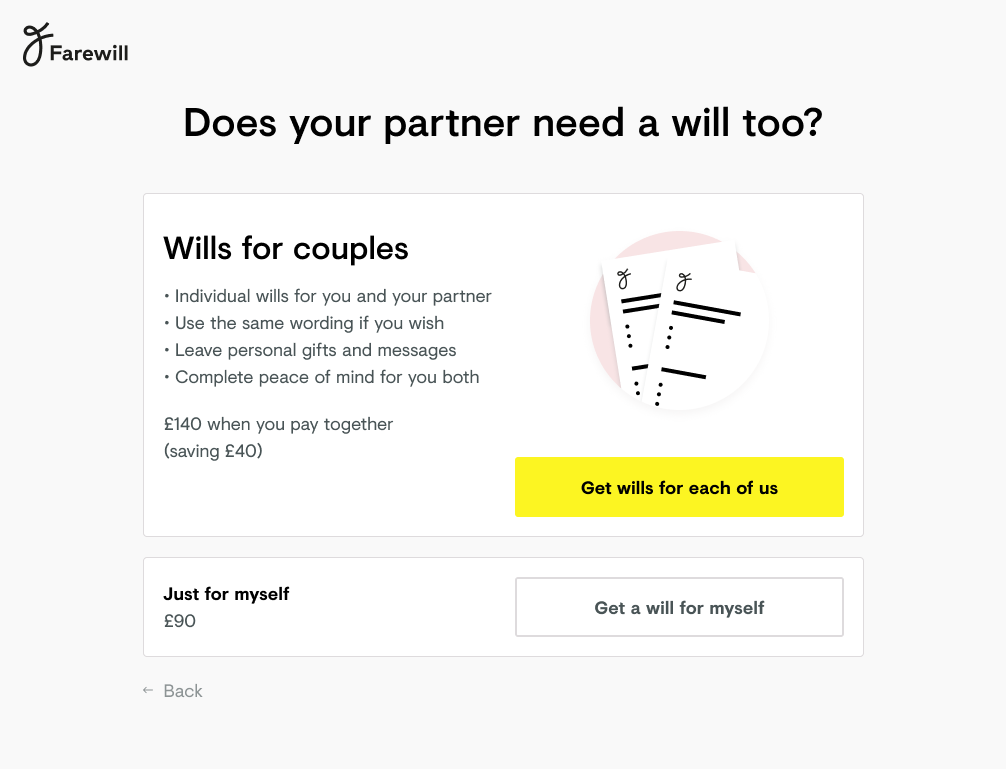 Farewill
Does your partner need a will too?
Wills for couples
• Individual wills for you and your partner
• Use the same wording if you wish
• Leave personal gifts and messages
• Complete peace of mind for you both
£140 when you pay together
(saving £40)
Get wills for each of us
Just for myself
£90
Get a will for myself
← Back